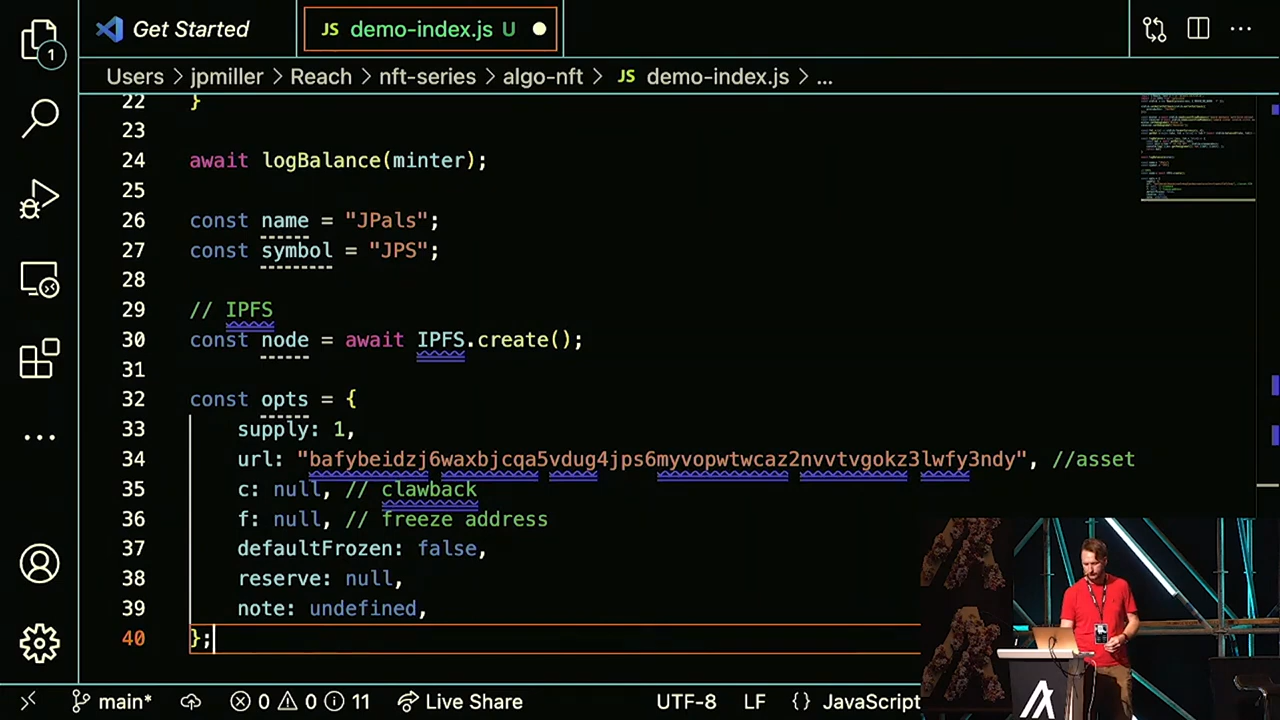 Get Started
JS demo-index.js U
1
Users > jpmiller > Reach > nft-series > algo-nft > JS demo-index.js > ...
22 }
23
24 await logBalance(minter);
25
26 const name = "JPals";
27 const symbol = "JPS";
28
29 // IPFS
30 const node = await IPFS.create();
31
32 const opts = {
33 supply: 1,
34 url: "bafybeidzj6waxbjcqa5vdug4jps6myvopwtwcaz2nvvtvgokz3lwfy3ndy", //asset
35 c: null, // clawback
36 f: null, // freeze address
37 defaultFrozen: false,
38 reserve: null,
39 note: undefined,
40 };
main* 0 0 11 Live Share UTF-8 LF {} JavaScript